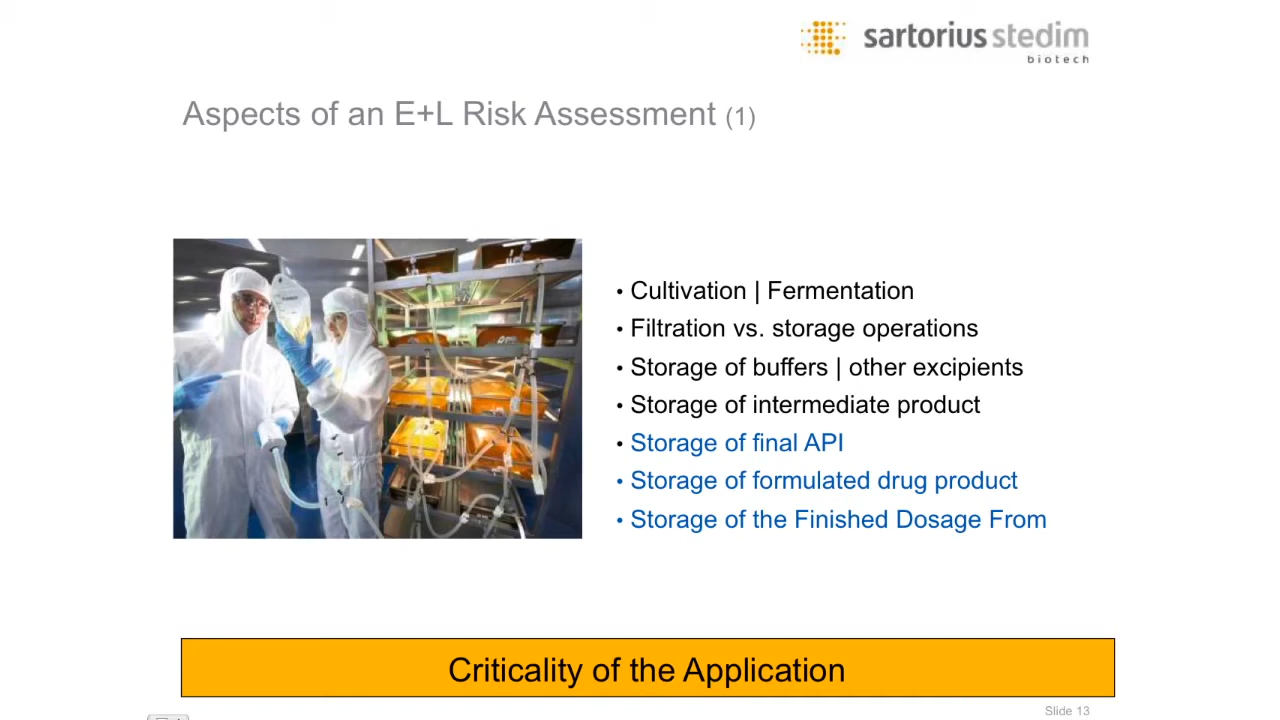 sartorius stedim
biotech
Aspects of an E+L Risk Assessment (1)
• Cultivation | Fermentation
• Filtration vs. storage operations
• Storage of buffers | other excipients
• Storage of intermediate product
• Storage of final API
• Storage of formulated drug product
• Storage of the Finished Dosage From
Criticality of the Application
Slide 13